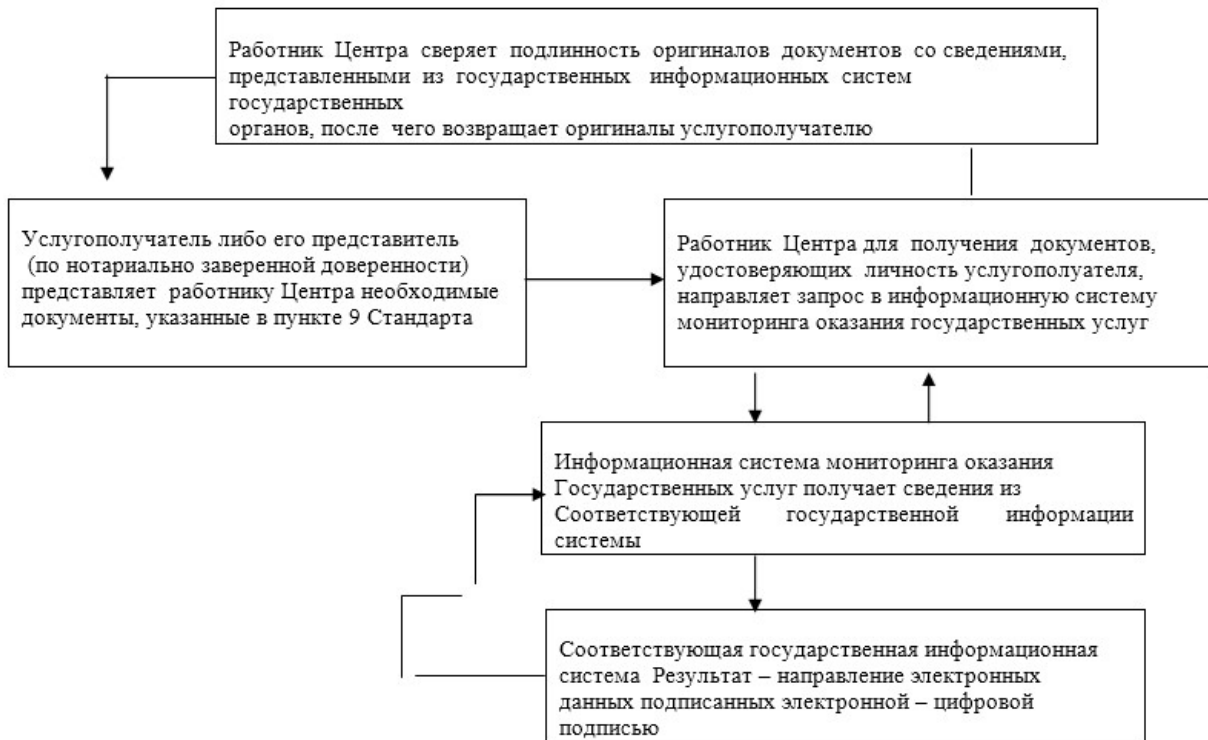 Работник Центра сверяет подлинность оригиналов документов со сведениями,
представленными из государственных информационных систем
государственных
органов, после чего возвращает оригиналы услугополучателю
Услугополучатель либо его представитель
(по нотариально заверенной доверенности)
представляет работнику Центра необходимые
документы, указанные в пункте 9 Стандарта
Работник Центра для получения документов,
удостоверяющих личность услугополуателя,
направляет запрос в информационную систему
мониторинга оказания государственных услуг
Информационная система мониторинга оказания
Государственных услуг получает сведения из
Соответствующей государственной информации
системы
Соответствующая государственная информационная
система Результат – направление электронных
данных подписанных электронной – цифровой
подписью